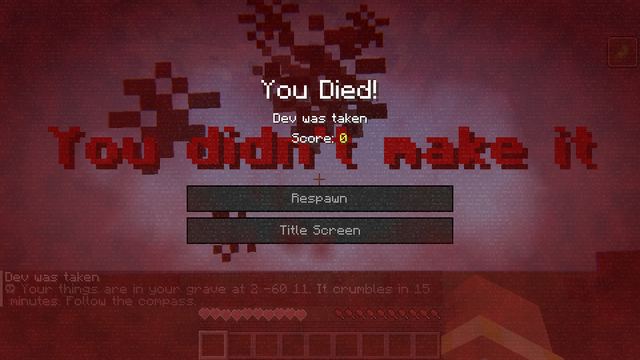 You Died!
Dev was taken
Score: 0
You didn't make it
Respawn
Title Screen
Dev was taken
Your things are in your grave at 2 -60 11. It crumbles in 15
minutes. Follow the compass.